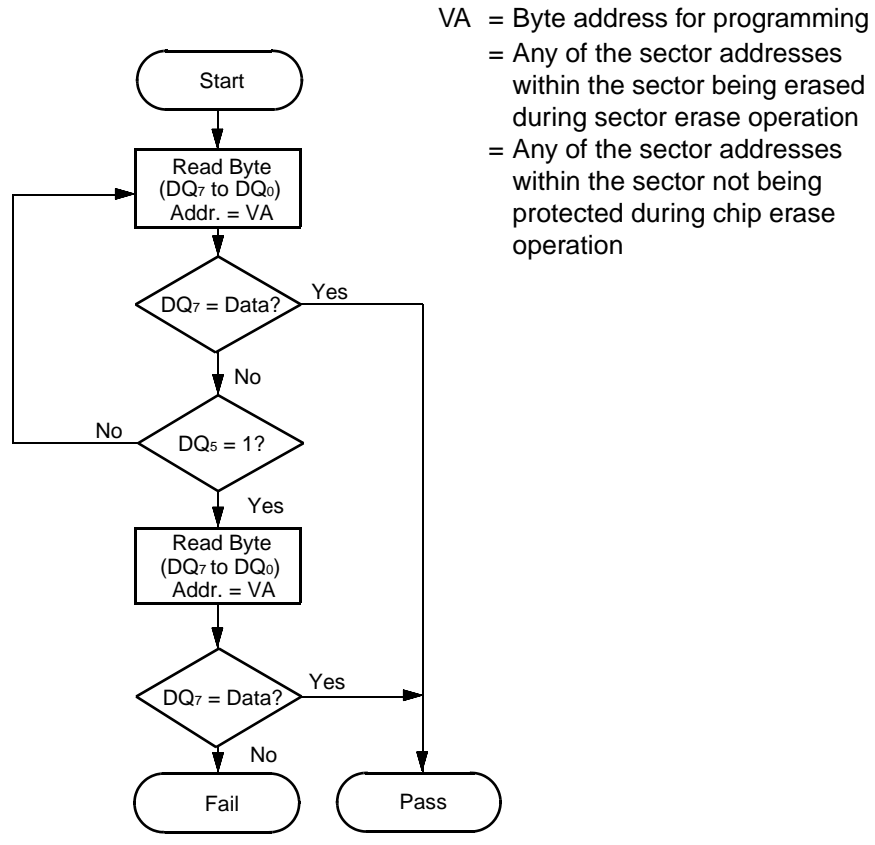 VA = Byte address for programming
= Any of the sector addresses
within the sector being erased
during sector erase operation
= Any of the sector addresses
within the sector not being
protected during chip erase
operation
Start
Read Byte
(DQ7 to DQ0)
Addr. = VA
DQ7 = Data?
Yes
No
DQ5 = 1?
No
Yes
Read Byte
(DQ7 to DQ0)
Addr. = VA
DQ7 = Data?
Yes
No
Fail
Pass